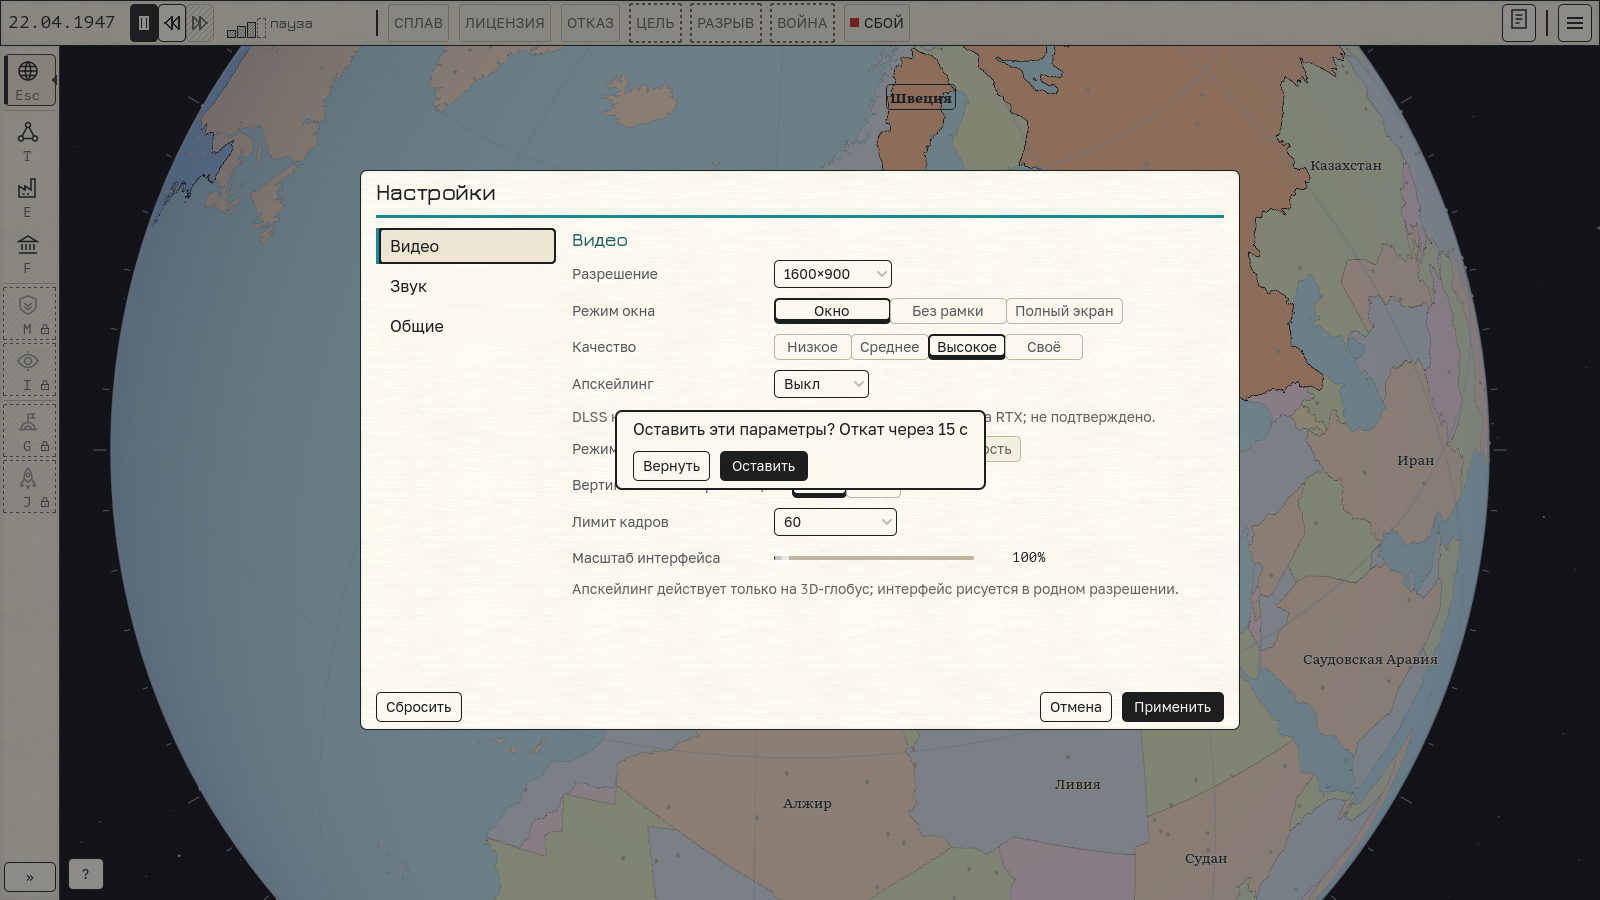 22.04.1947 пауза СПЛАВ ЛИЦЕНЗИЯ ОТКАЗ ЦЕЛЬ РАЗРЫВ ВОЙНА СБОЙ
Esc
T
E
F
M
I
G
J
»
?
Швеция
Казахстан
Иран
Саудовская Аравия
Ливия
Алжир
Судан
Настройки
Видео
Звук
Общие
Видео
Разрешение 1600×900
Режим окна Окно Без рамки Полный экран
Качество Низкое Среднее Высокое Своё
Апскейлинг Выкл
DLSS RTX; не подтверждено.
Оставить эти параметры? Откат через 15 с
Вернуть Оставить
Лимит кадров 60
Масштаб интерфейса 100%
Апскейлинг действует только на 3D-глобус; интерфейс рисуется в родном разрешении.
Сбросить Отмена Применить